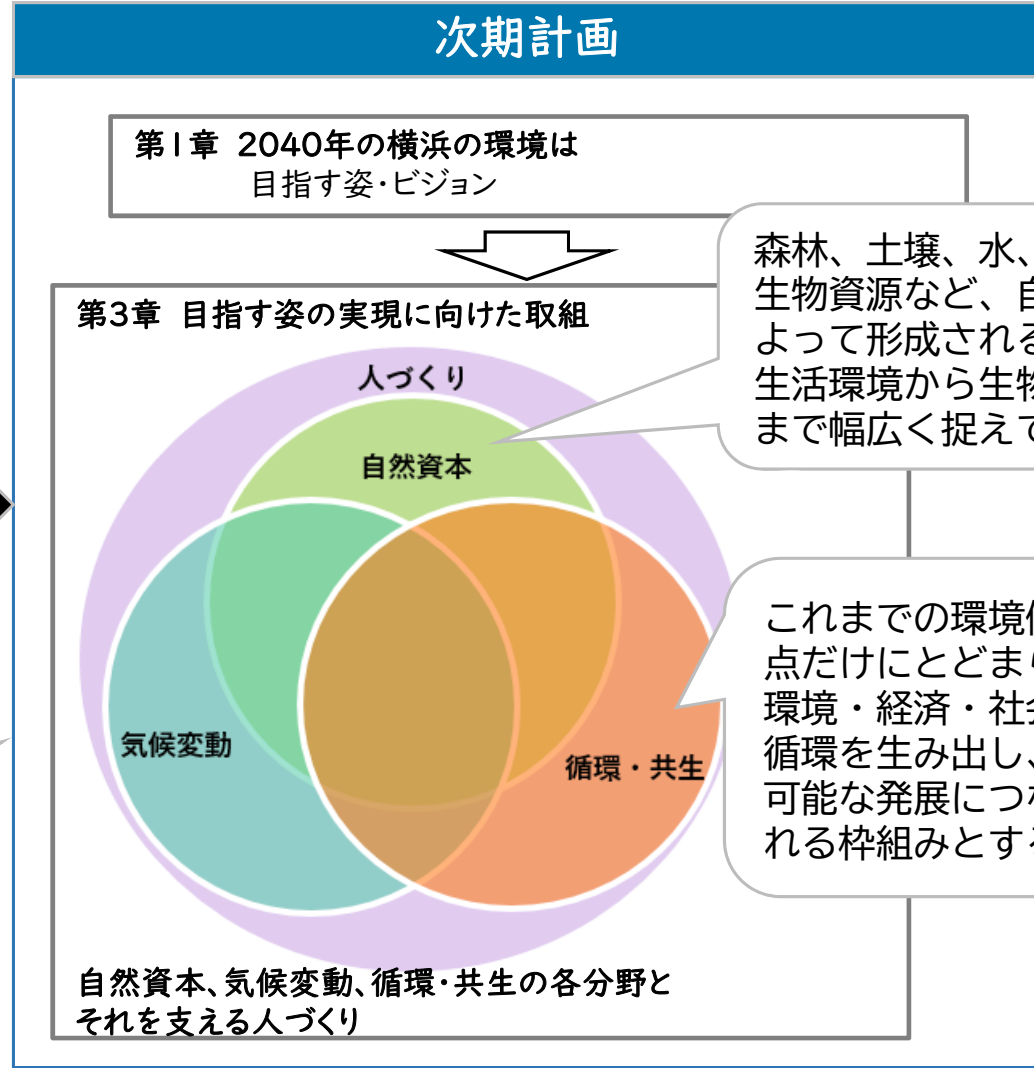 次期計画
第1章 2040年の横浜の環境は
目指す姿・ビジョン
第3章 目指す姿の実現に向けた取組
人づくり
自然資本
気候変動
循環・共生
森林、土壌、水、
生物資源など、自
よって形成される
生活環境から生物
まで幅広く捉えて
これまでの環境
点だけにとどまり
環境・経済・社会
循環を生み出し、
可能な発展につな
れる枠組みとする
自然資本、気候変動、循環・共生の各分野と
それを支える人づくり